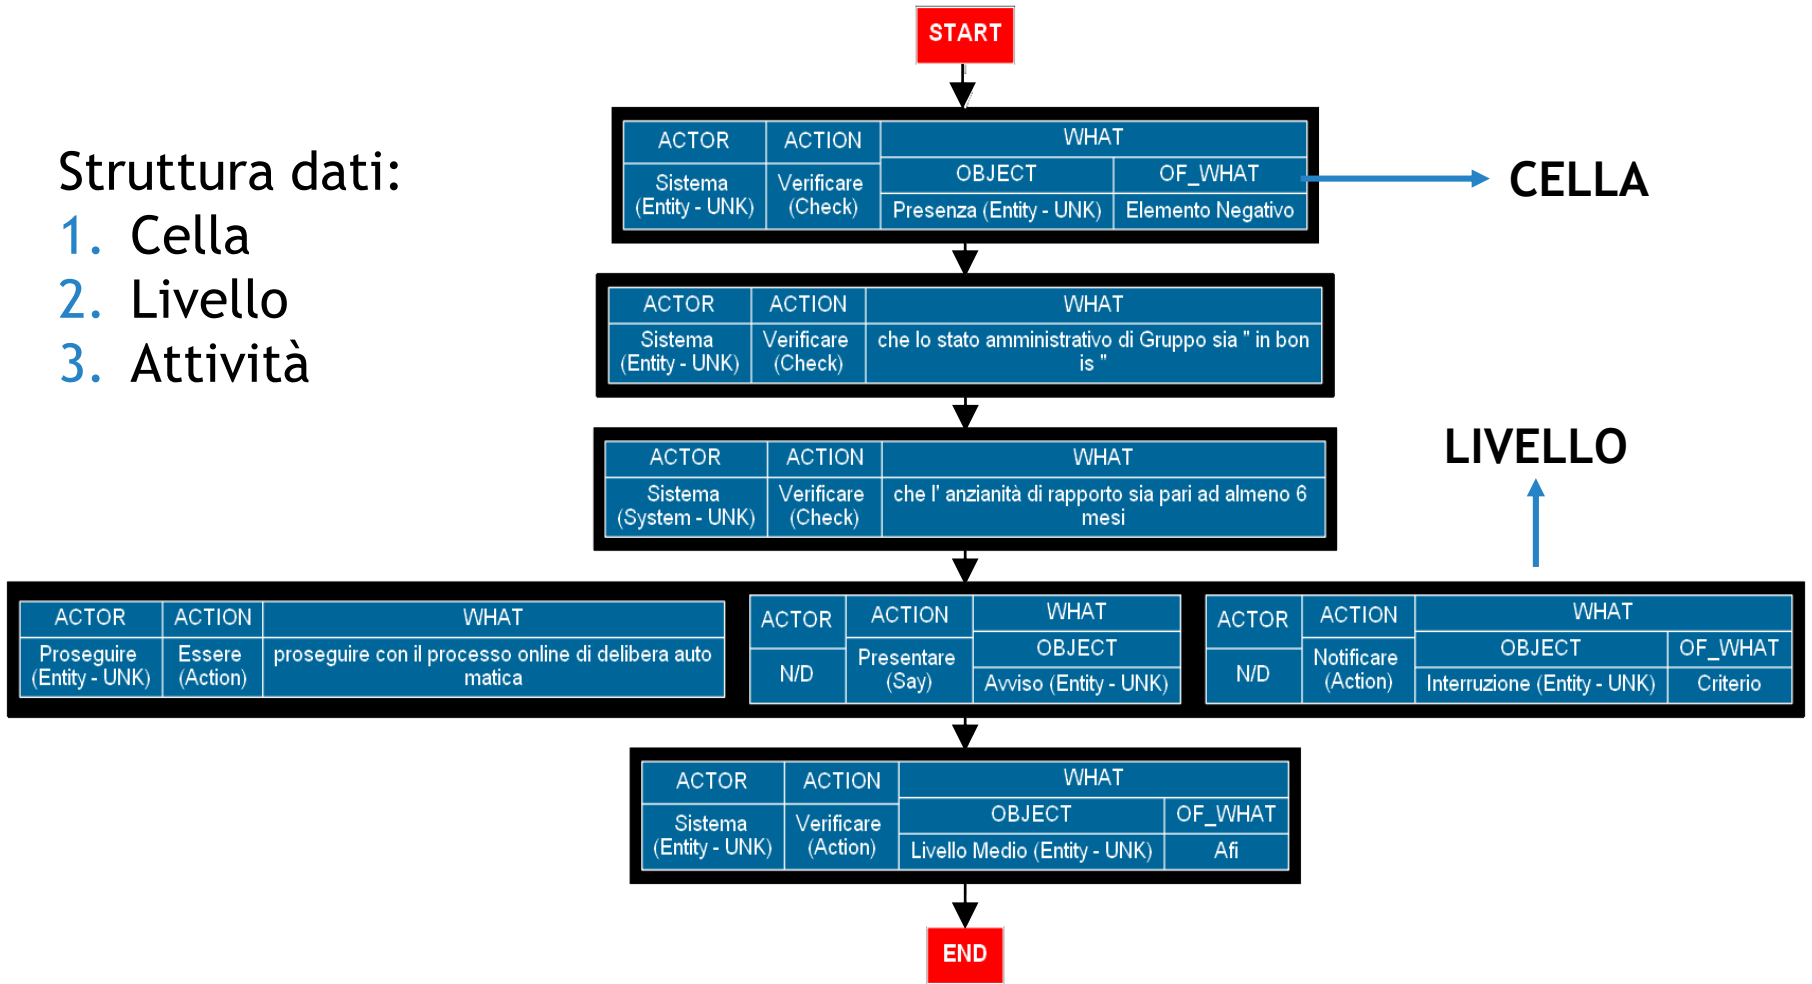 START
Struttura dati:
1. Cella
2. Livello
3. Attività
ACTOR ACTION WHAT
OBJECT OF_WHAT
Sistema
(Entity - UNK)
Verificare
(Check)
Presenza (Entity - UNK) Elemento Negativo
CELLA
ACTOR ACTION WHAT
Sistema
(Entity - UNK)
Verificare
(Check)
che lo stato amministrativo di Gruppo sia " in bon
is "
ACTOR ACTION WHAT
Sistema
(System - UNK)
Verificare
(Check)
che l' anzianità di rapporto sia pari ad almeno 6
mesi
LIVELLO
ACTOR ACTION WHAT
Proseguire
(Entity - UNK)
Essere
(Action)
proseguire con il processo online di delibera auto
matica
ACTOR ACTION WHAT
OBJECT
N/D
Presentare
(Say)
Avviso (Entity - UNK)
ACTOR ACTION WHAT
OBJECT OF_WHAT
N/D
Notificare
(Action)
Interruzione (Entity - UNK) Criterio
ACTOR ACTION WHAT
OBJECT OF_WHAT
Sistema
(Entity - UNK)
Verificare
(Action)
Livello Medio (Entity - UNK) Afi
END